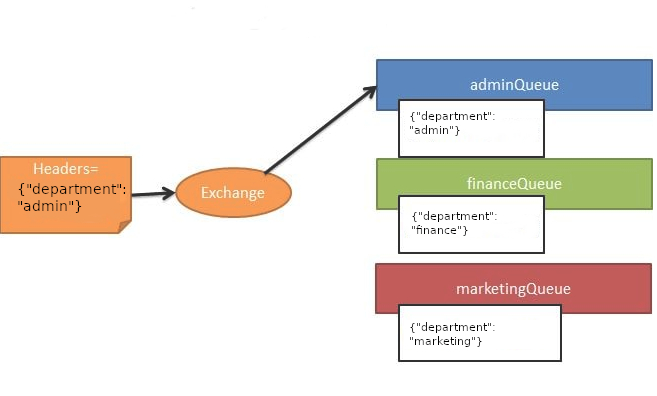 Headers=
{"department":
"admin"}
Exchange
adminQueue
{"department":
"admin"}
financeQueue
{"department":
"finance"}
marketingQueue
{"department":
"marketing"}